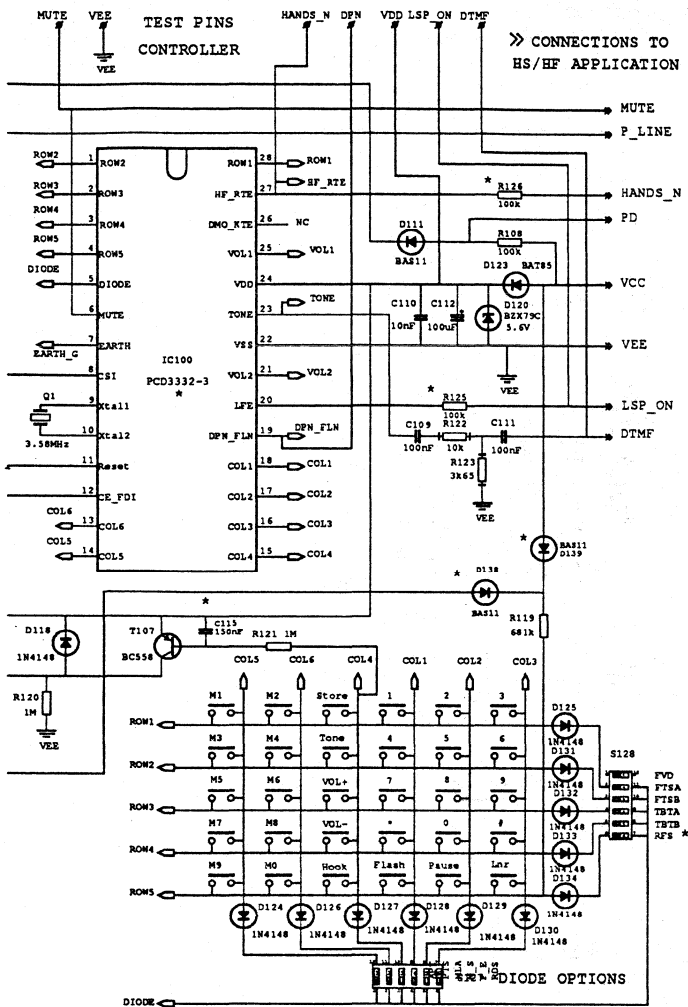 MUTE VEE TEST PINS HANDS_N DPN VDD LSP_ON DTMF
CONTROLLER
>> CONNECTIONS TO
HS/HF APPLICATION
VEE
MUTE
P_LINE
ROW2 1 ROW2 ROW1 28 ROW1
HF_RTE
ROW3 2 ROW3 HF_RTE 27 * R126 HANDS_N
100k
ROW4 3 ROW4 DMO_KTE 26 NC D111 PD
BAS11
R108
100k
ROW5 4 ROW5 VOL1 25 VOL1
D123 BAT85
DIODE 5 DIODE VDD 24 VCC
TONE
6 MUTE TONE 23 C110 C112 D120
10nF 100uF BZX79C
5.6V
EARTH_G 7 EARTH VSS 22 VEE
IC100
PCD3332-3
*
VEE
8 CSI VOL2 21 VOL2
Q1 9 Xtal1 LFE 20 * R125 LSP_ON
100k
3.58MHz 10 Xtal2 DPN_FLN 19 DPN_FLN
C109 R122 C111 DTMF
100nF 10k 100nF
R123
3k65
VEE
11 Reset COL1 18 COL1
12 CE_FDI COL2 17 COL2
COL6 13 COL6 COL3 16 COL3
COL5 14 COL5 COL4 15 COL4
* BAS11
D139
* D138
BAS11
R119
681k
D118
1N4148
T107
BC558
*
C115
150nF
R121 1M
R120
1M
VEE
COL5 COL6 COL4 COL1 COL2 COL3
M1 M2 Store 1 2 3
ROW1 D125
1N4148
M3 M4 Tone 4 5 6
ROW2 D131
1N4148
M5 M6 VOL+ 7 8 9
ROW3 D132
1N4148
M7 M8 VOL- * 0 #
ROW4 D133
1N4148
M9 M0 Hook Flash Pause Lnr
ROW5 D134
1N4148
S128
FVD
FTSA
FTSB
TBTA
TBTB
RFS *
D124 D126 D127 D128 D129 D130
1N4148 1N4148 1N4148 1N4148 1N4148 1N4148
PTS
RDS
DIODE OPTIONS
DIODE